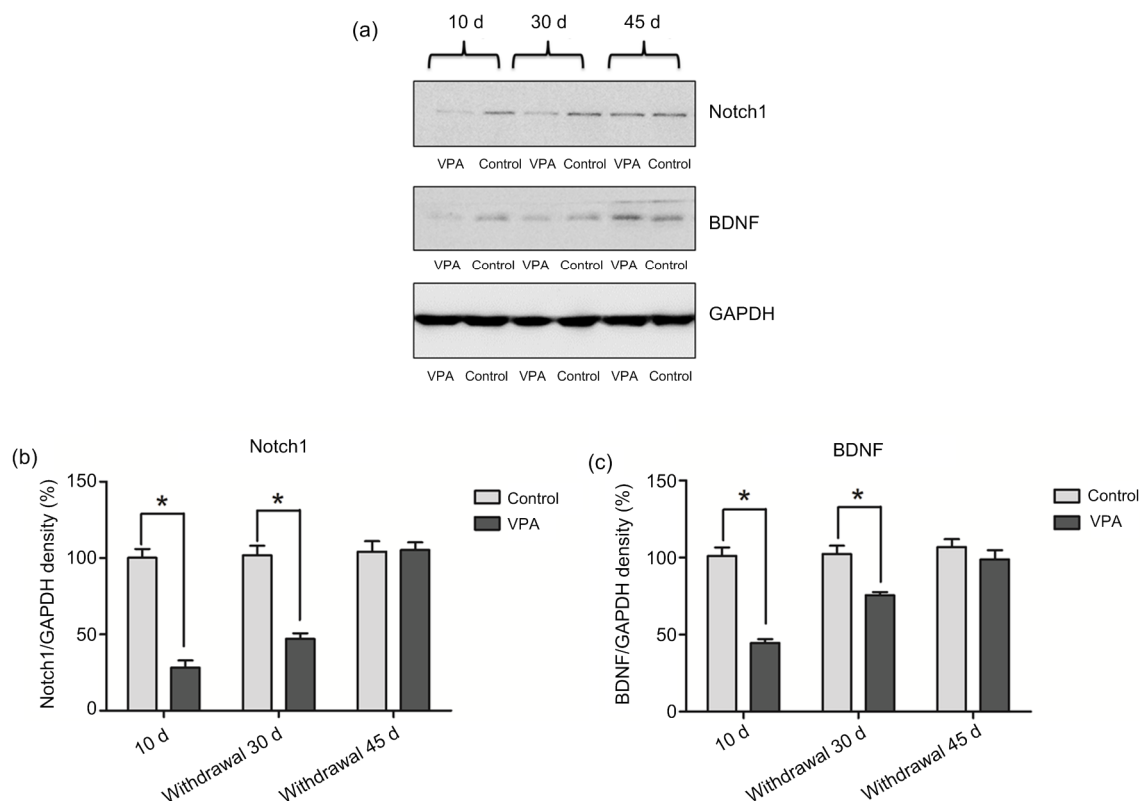 (a)
10 d 30 d 45 d
Notch1
VPA Control VPA Control VPA Control
BDNF
VPA Control VPA Control VPA Control
GAPDH
VPA Control VPA Control VPA Control
(b)
Notch1
Notch1/GAPDH density (%)
150
100
50
0
* *
Control
VPA
10 d
Withdrawal 30 d
Withdrawal 45 d
(c)
BDNF
BDNF/GAPDH density (%)
150
100
50
0
* *
Control
VPA
10 d
Withdrawal 30 d
Withdrawal 45 d